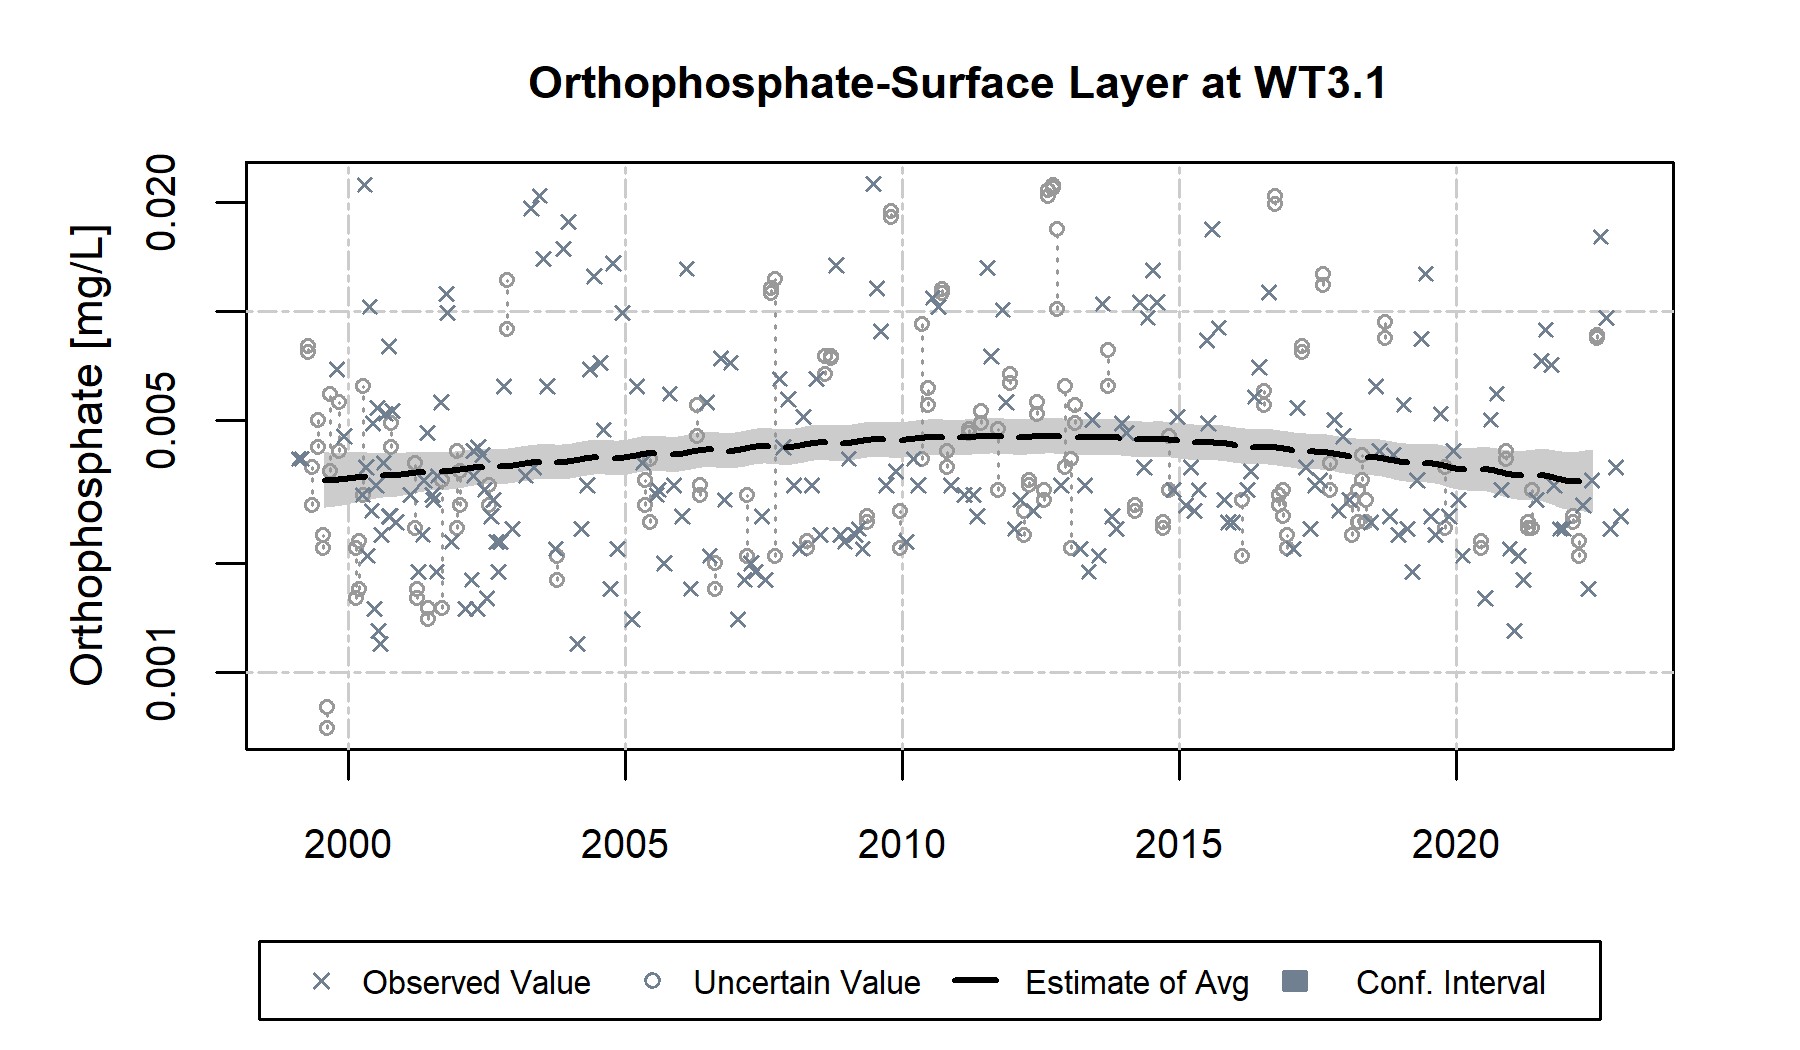 Orthophosphate-Surface Layer at WT3.1
Orthophosphate [mg/L]
0.020
0.005
0.001
2000 2005 2010 2015 2020
Observed Value Uncertain Value Estimate of Avg Conf. Interval